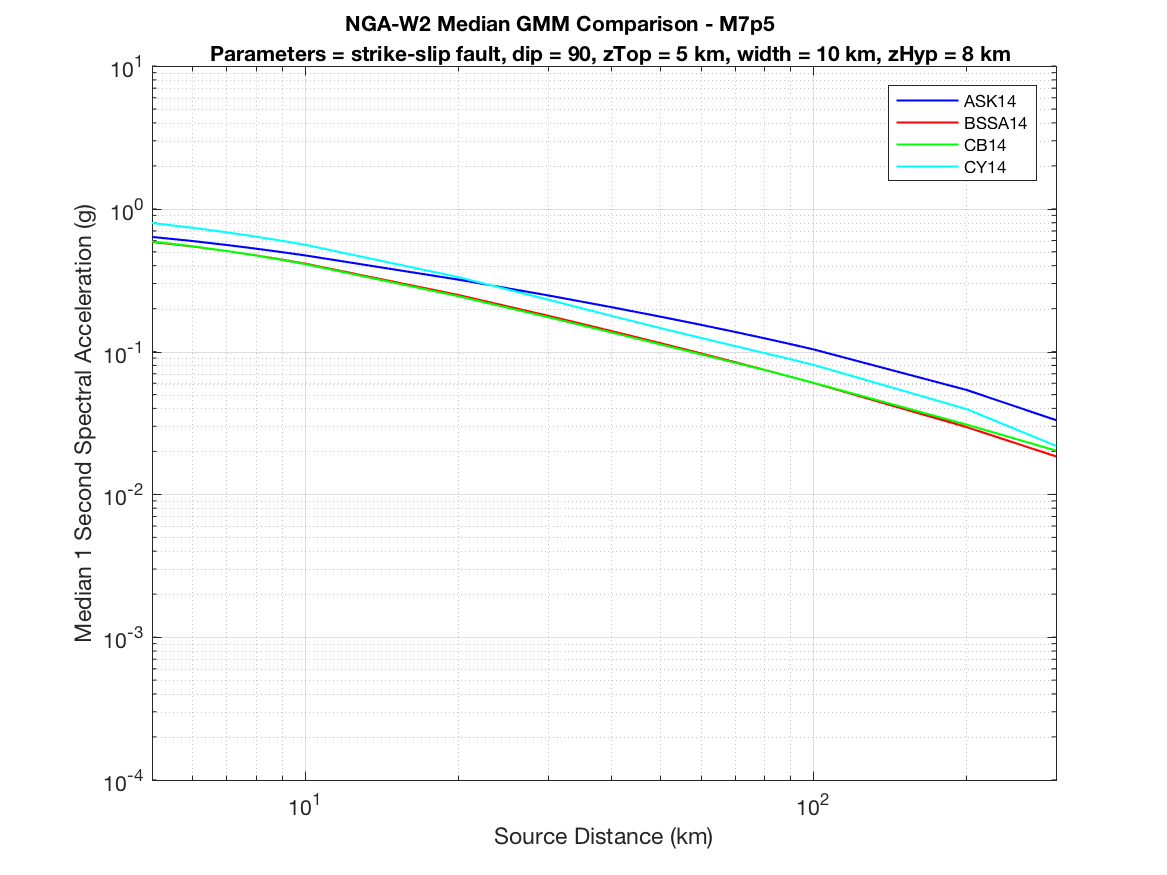 NGA-W2 Median GMM Comparison - M7p5
Parameters = strike-slip fault, dip = 90, zTop = 5 km, width = 10 km, zHyp = 8 km
10^1
10^0
10^-1
10^-2
10^-3
10^-4
Median 1 Second Spectral Acceleration (g)
ASK14
BSSA14
CB14
CY14
10^1
10^2
Source Distance (km)